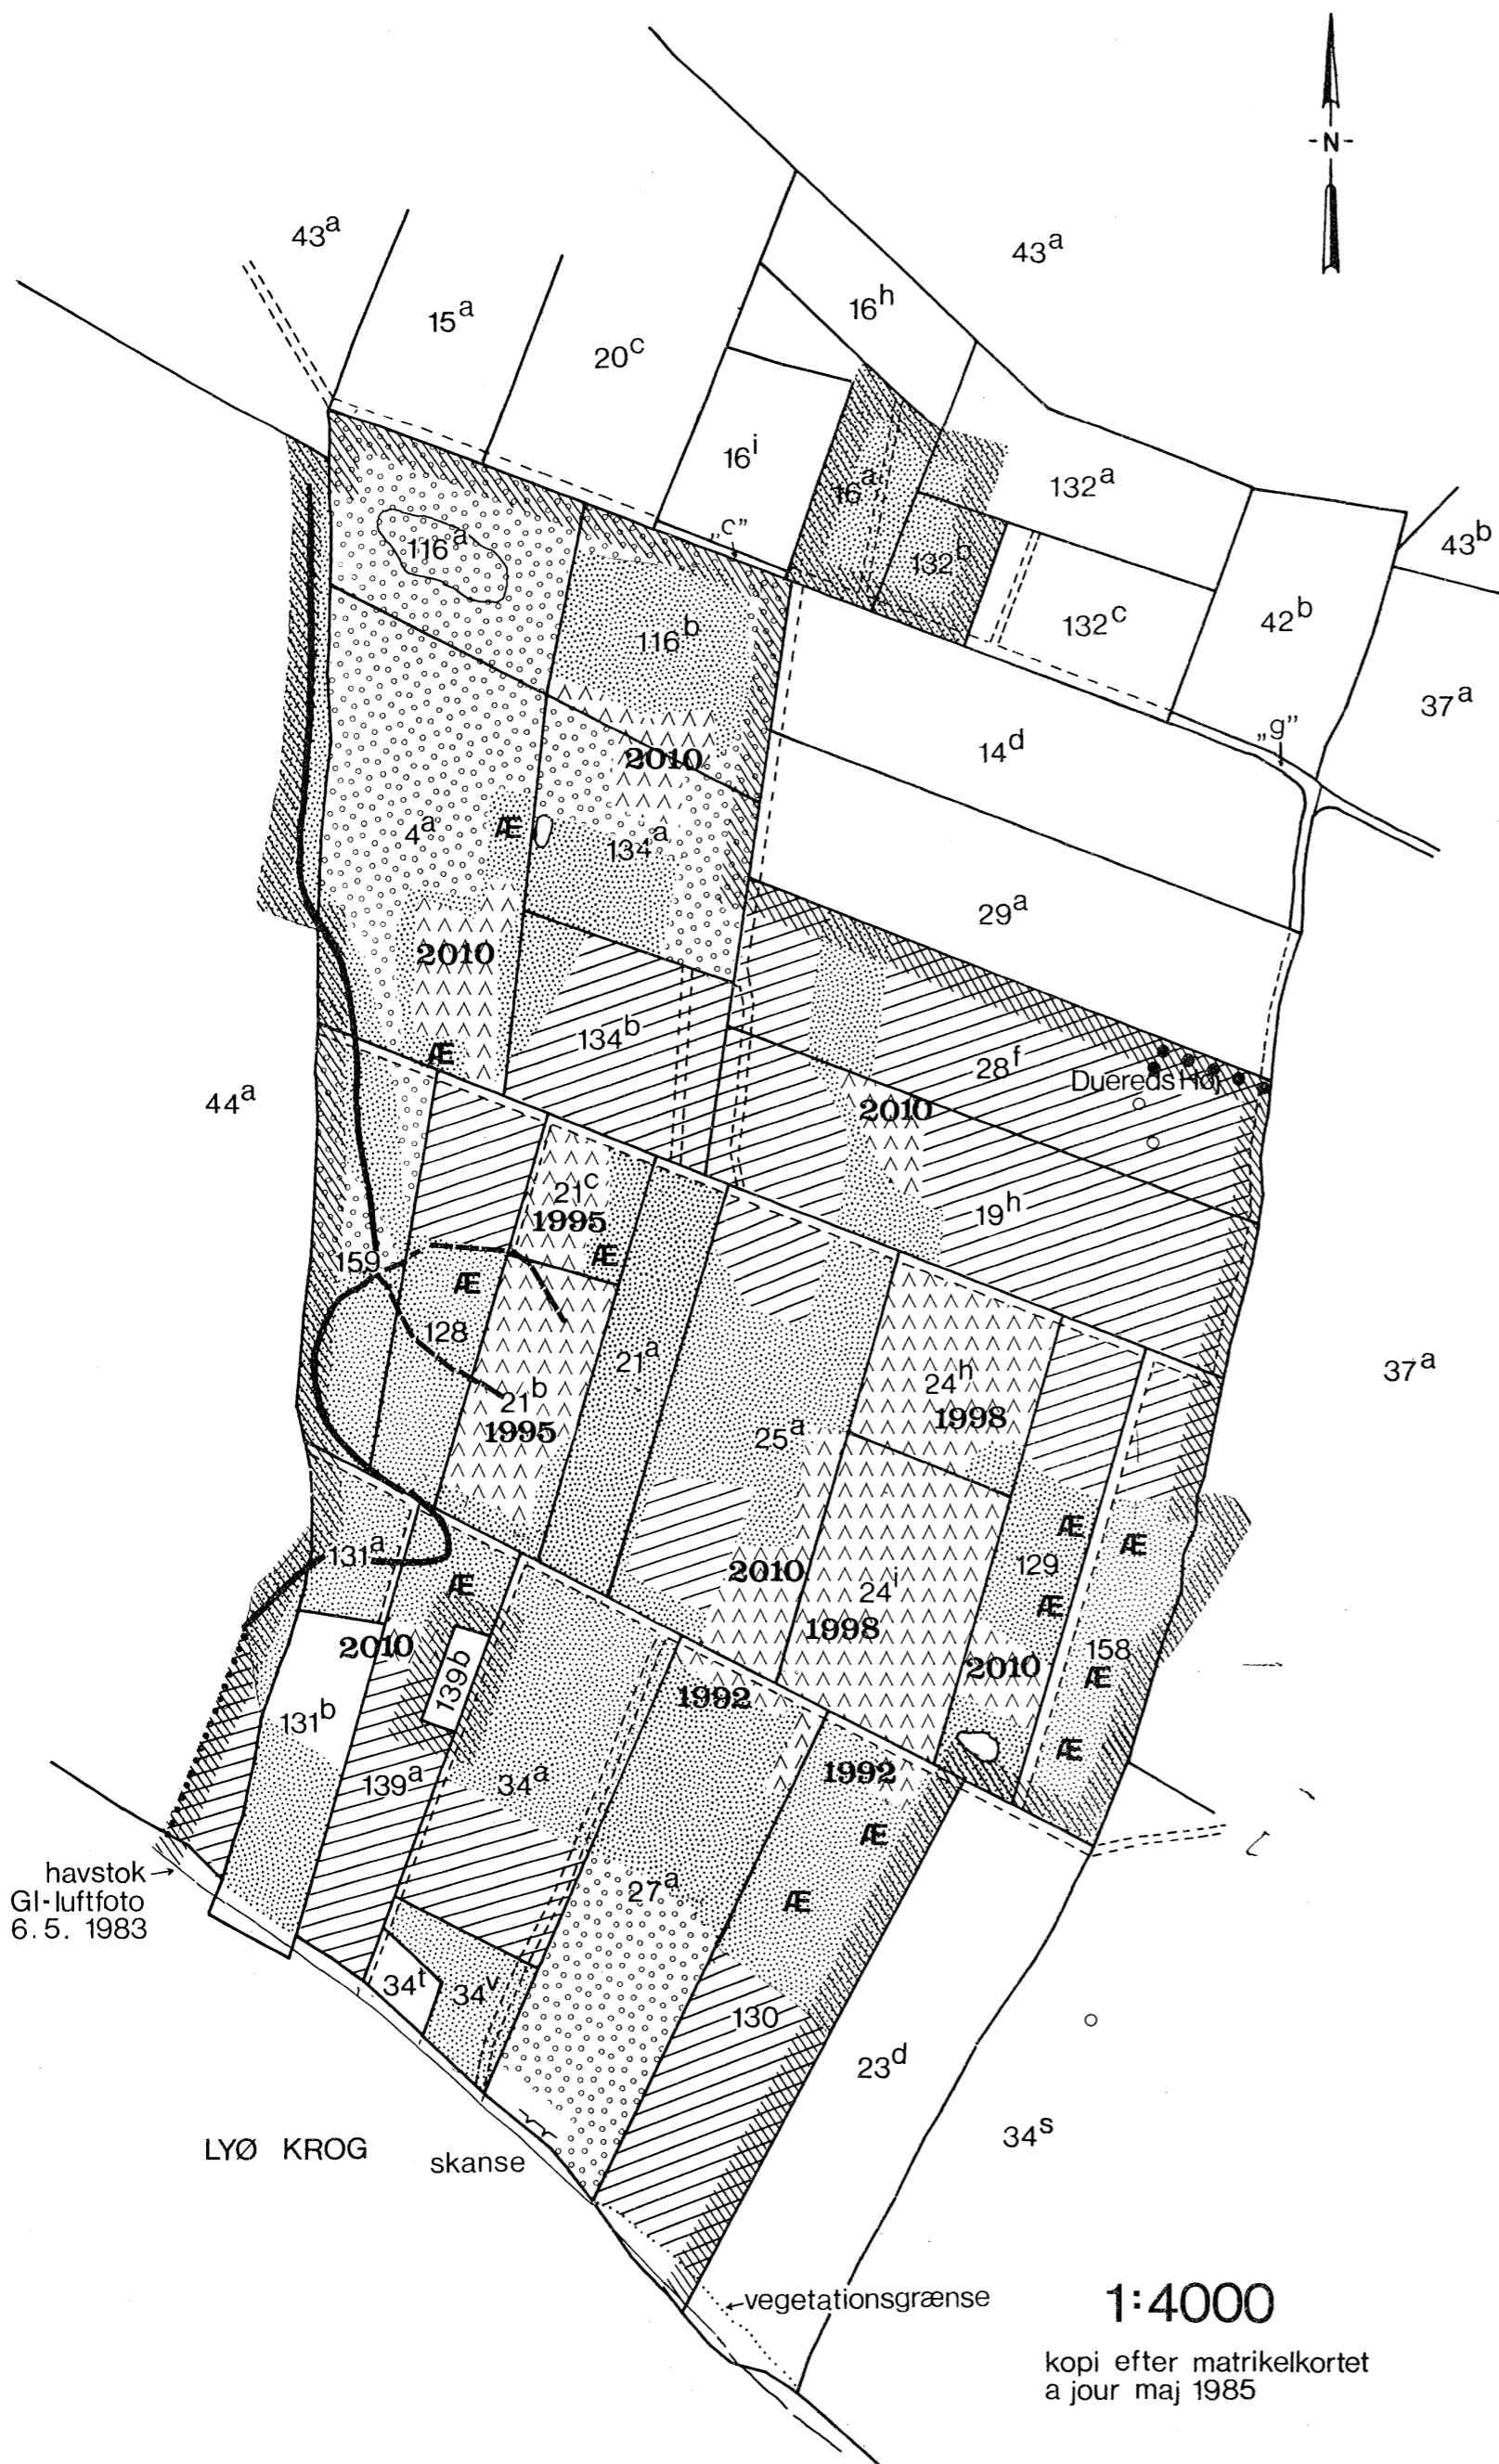 -N-
43a
43a
16h
15a
20c
16i
16a
132a
43b
„c”
116a
132b
132c
42b
116b
37a
„g”
14d
2010
4a
Æ
134a
29a
2010
134b
28f
Æ
Duereds Høj
44a
2010
21c
1995
19h
159
Æ
Æ
128
21a
37a
24h
21b
1998
1995
25a
Æ
131a
Æ
129
2010
Æ
24i
Æ
1998
2010
158
2010
139b
Æ
1992
131b
Æ
139a
34a
1992
Æ
havstok
Gl-luftfoto
6.5. 1983
27a
Æ
34t
34v
130
23d
34s
LYØ KROG
skanse
vegetationsgrænse
1:4000
kopi efter matrikelkortet
a jour maj 1985